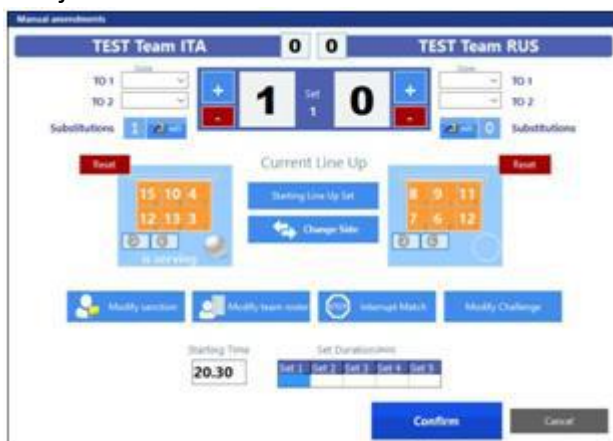 Manual amendments
TEST Team ITA 0 0 TEST Team RUS
TO 1 TO 1
TO 2 TO 2
+ 1 Set 1 0 +
- -
Substitutions 1 0 Substitutions
Reset Current Line Up Reset
15 10 4 Starting Line Up Set 8 9 11
12 13 3 Change Side 7 6 12
is serving
Modify sanction Modify team roster Interrupt Match Modify Challenge
Starting Time Set Duration
20.30 Set 1 Set 2 Set 3 Set 4 Set 5
Confirm Cancel